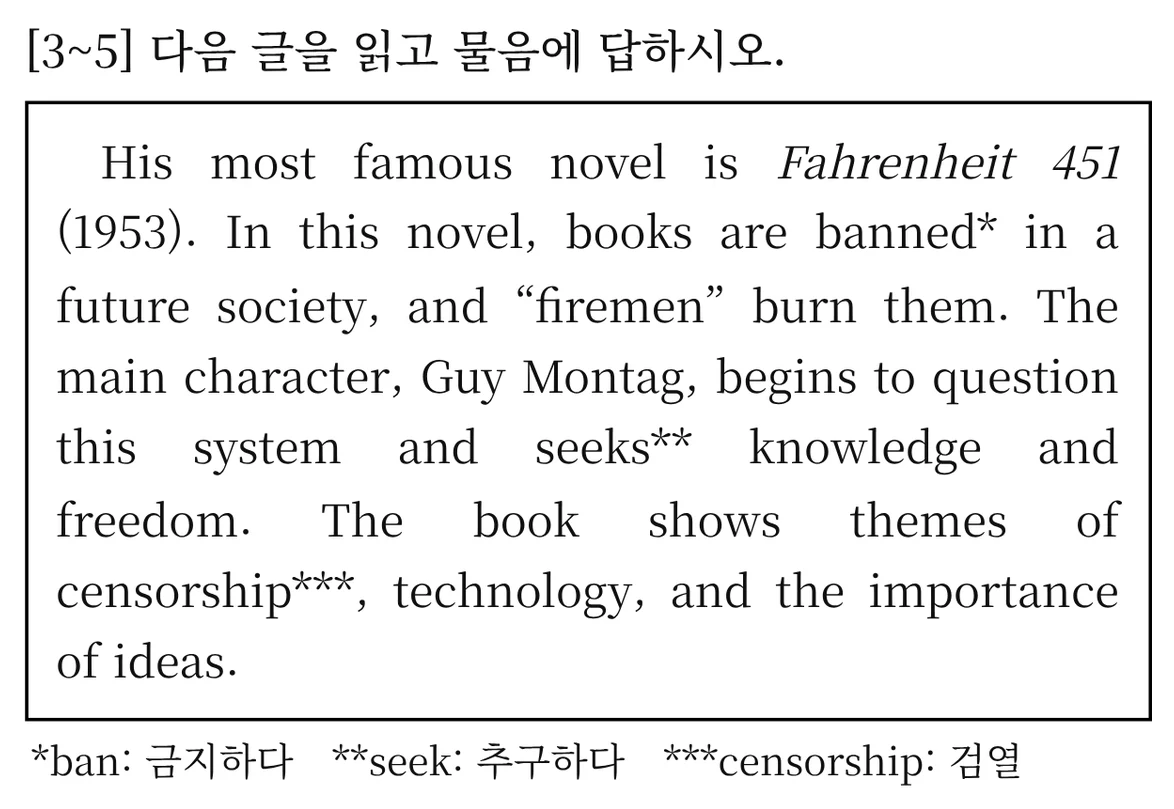 [3~5] 다음 글을 읽고 물음에 답하시오.
His most famous novel is Fahrenheit 451
(1953). In this novel, books are banned* in a
future society, and “firemen” burn them. The
main character, Guy Montag, begins to question
this system and seeks** knowledge and
freedom. The book shows themes of
censorship***, technology, and the importance
of ideas.
*ban: 금지하다 **seek: 추구하다 ***censorship: 검열